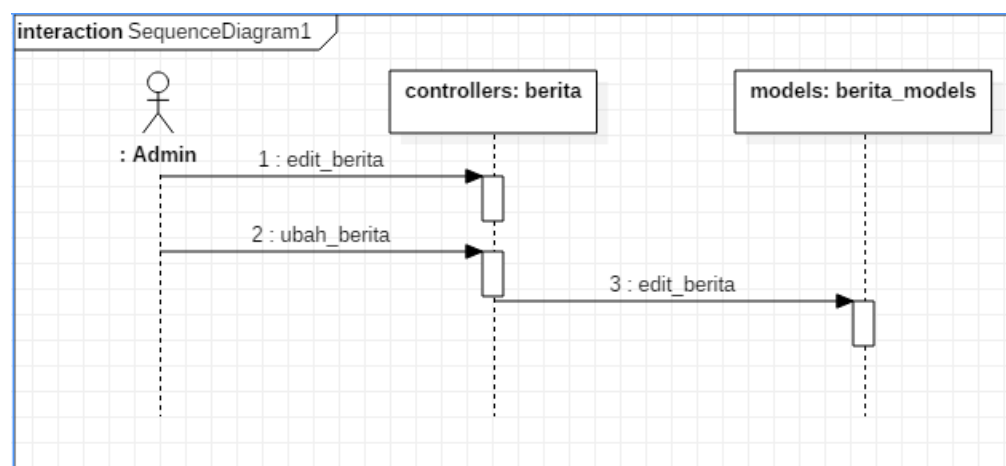 interaction SequenceDiagram1
controllers: berita
models: berita_models
: Admin
1 : edit_berita
2 : ubah_berita
3 : edit_berita